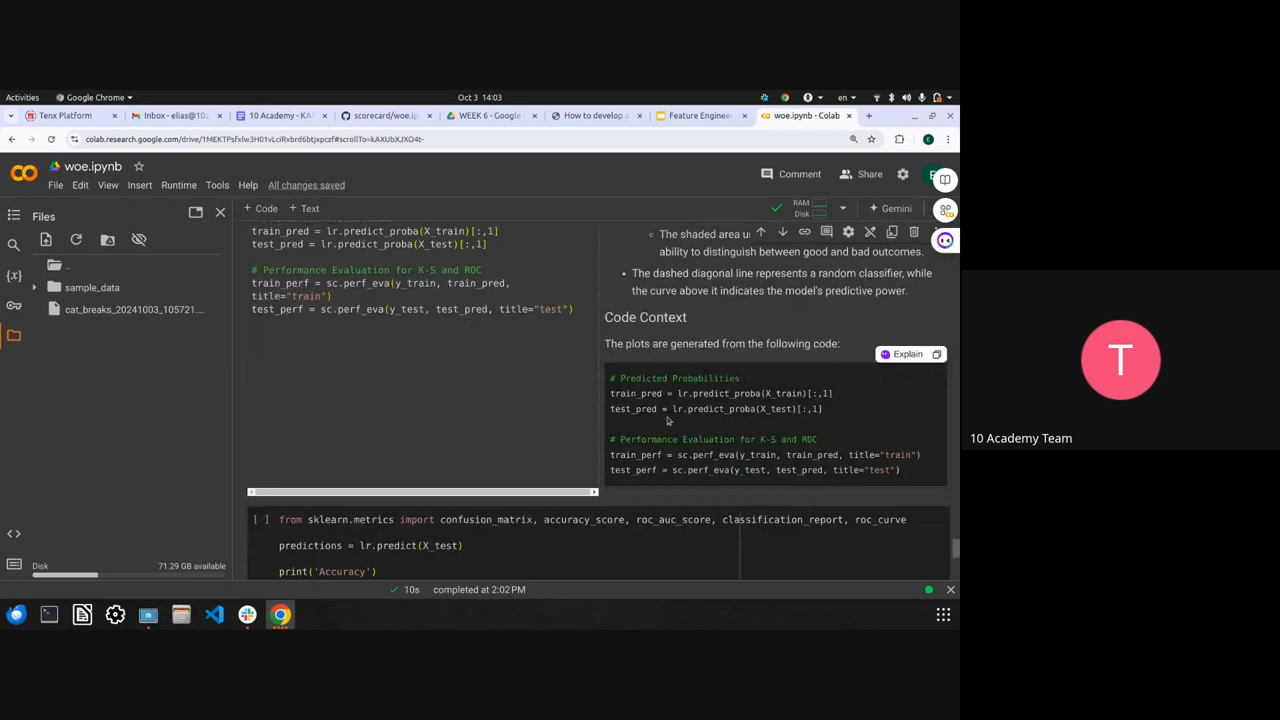 Activities
Google Chrome
Oct 3 14:03
en
Tenx Platform
Inbox - elias@10a
10 Academy - KAI
scorecard/woe.ip
WEEK 6 - Google
How to develop a
Feature Enginee
woe.ipynb - Colab
colab.research.google.com/drive/1MEKTPsfxlw3H01vLciRxbrd6btjxpczf#scrollTo=kAXUbXJXO4t-
woe.ipynb
File Edit View Insert Runtime Tools Help All changes saved
Comment
Share
Files
+ Code + Text
RAM
Disk
Gemini
..
sample_data
cat_breaks_20241003_105721....
train_pred = lr.predict_proba(X_train)[:,1]
test_pred = lr.predict_proba(X_test)[:,1]
# Performance Evaluation for K-S and ROC
train_perf = sc.perf_eva(y_train, train_pred,
title="train")
test_perf = sc.perf_eva(y_test, test_pred, title="test")
The shaded area u
ability to distinguish between good and bad outcomes.
The dashed diagonal line represents a random classifier, while
the curve above it indicates the model's predictive power.
Code Context
The plots are generated from the following code:
Explain
# Predicted Probabilities
train_pred = lr.predict_proba(X_train)[:,1]
test_pred = lr.predict_proba(X_test)[:,1]
# Performance Evaluation for K-S and ROC
train_perf = sc.perf_eva(y_train, train_pred, title="train")
test_perf = sc.perf_eva(y_test, test_pred, title="test")
[ ] from sklearn.metrics import confusion_matrix, accuracy_score, roc_auc_score, classification_report, roc_curve
predictions = lr.predict(X_test)
print('Accuracy')
Disk
71.29 GB available
10s completed at 2:02PM
T
10 Academy Team